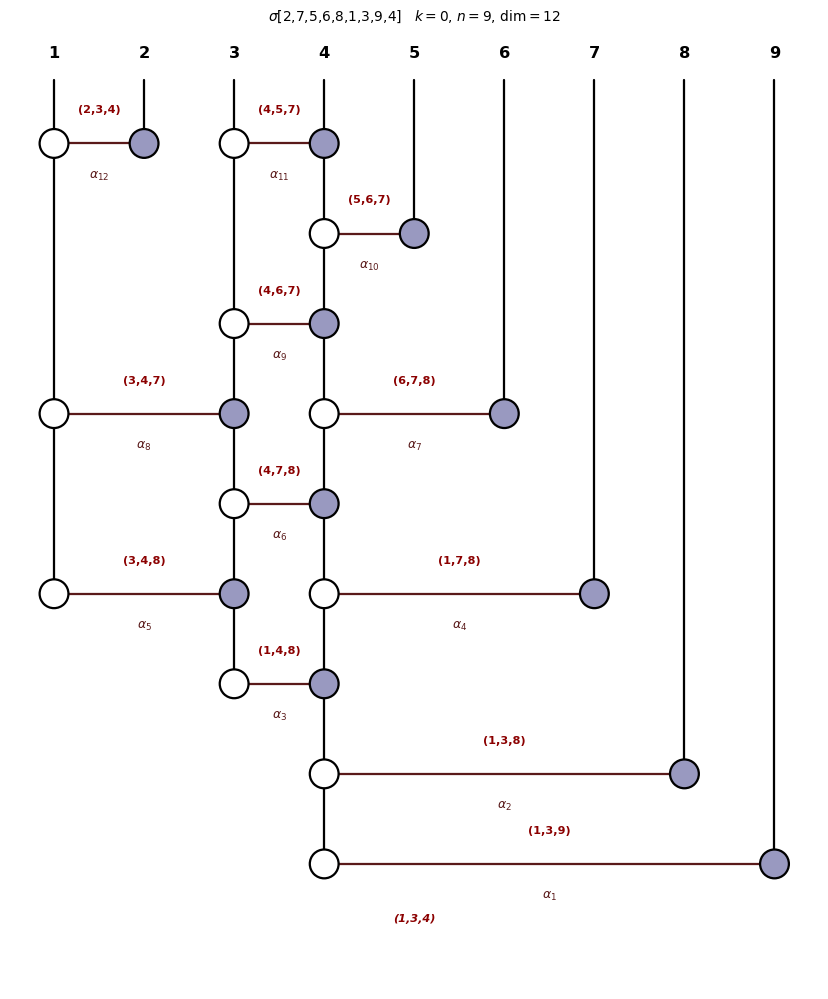 σ[2,7,5,6,8,1,3,9,4]   k = 0, n = 9, dim = 12
1 2 3 4 5 6 7 8 9
(2,3,4) (4,5,7)
α₁₂ α₁₁
(5,6,7)
α₁₀
(4,6,7)
α₉
(3,4,7) (6,7,8)
α₈ α₇
(4,7,8)
α₆
(3,4,8) (1,7,8)
α₅ α₄
(1,4,8)
α₃
(1,3,8)
α₂
(1,3,9)
α₁
(1,3,4)